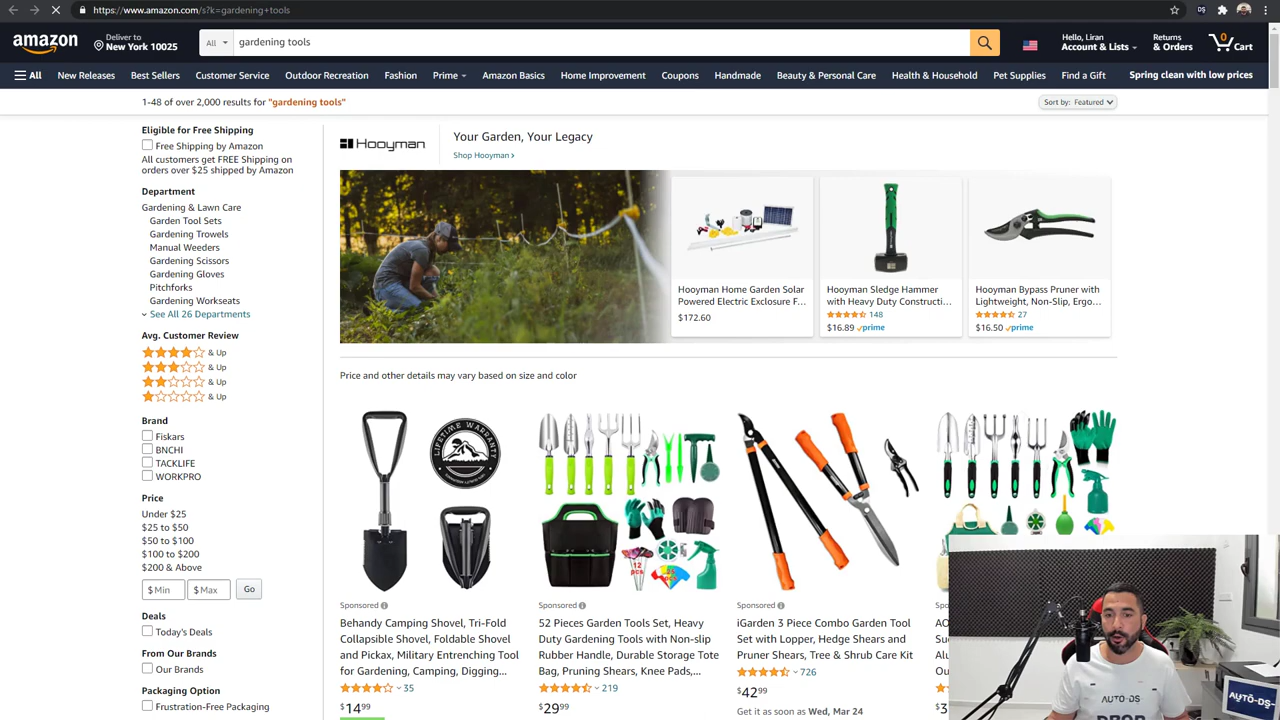 https://www.amazon.com/s?k=gardening+tools
amazon
Deliver to
New York 10025
All
gardening tools
Hello, Liran
Account & Lists
Returns
& Orders
0
Cart
All
New Releases
Best Sellers
Customer Service
Outdoor Recreation
Fashion
Prime
Amazon Basics
Home Improvement
Coupons
Handmade
Beauty & Personal Care
Health & Household
Pet Supplies
Find a Gift
Spring clean with low prices
1-48 of over 2,000 results for "gardening tools"
Sort by: Featured
Eligible for Free Shipping
Free Shipping by Amazon
All customers get FREE Shipping on
orders over $25 shipped by Amazon
Department
Gardening & Lawn Care
Garden Tool Sets
Gardening Trowels
Manual Weeders
Gardening Scissors
Gardening Gloves
Pitchforks
Gardening Workseats
See All 26 Departments
Avg. Customer Review
& Up
& Up
& Up
& Up
Brand
Fiskars
BNCHI
TACKLIFE
WORKPRO
Price
Under $25
$25 to $50
$50 to $100
$100 to $200
$200 & Above
$ Min
$ Max
Go
Deals
Today's Deals
From Our Brands
Our Brands
Packaging Option
Frustration-Free Packaging
Hooyman
Your Garden, Your Legacy
Shop Hooyman ›
Hooyman Home Garden Solar
Powered Electric Exclosure F...
$172.60
Hooyman Sledge Hammer
with Heavy Duty Constructi...
148
$16.89 prime
Hooyman Bypass Pruner with
Lightweight, Non-Slip, Ergo...
27
$16.50 prime
Price and other details may vary based on size and color
LIFETIME WARRANTY
12
pcs
Sponsored
Behandy Camping Shovel, Tri-Fold
Collapsible Shovel, Foldable Shovel
and Pickax, Military Entrenching Tool
for Gardening, Camping, Digging...
35
$14.99
Sponsored
52 Pieces Garden Tools Set, Heavy
Duty Gardening Tools with Non-slip
Rubber Handle, Durable Storage Tote
Bag, Pruning Shears, Knee Pads,...
219
$29.99
Sponsored
iGarden 3 Piece Combo Garden Tool
Set with Lopper, Hedge Shears and
Pruner Shears, Tree & Shrub Care Kit
726
$42.99
Get it as soon as Wed, Mar 24
AUTO-DS
AUTO-DS